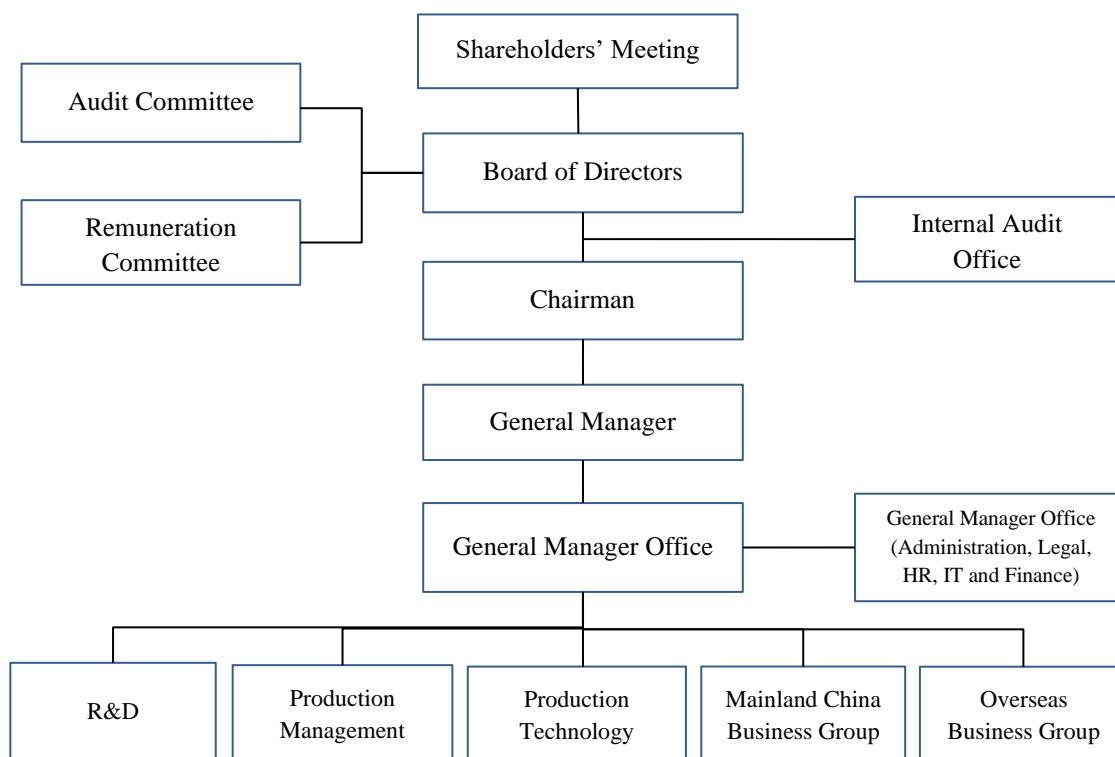 Shareholders’ Meeting
Audit Committee
Board of Directors
Remuneration
Committee
Internal Audit
Office
Chairman
General Manager
General Manager Office
General Manager Office
(Administration, Legal,
HR, IT and Finance)
R&D
Production
Management
Production
Technology
Mainland China
Business Group
Overseas
Business Group